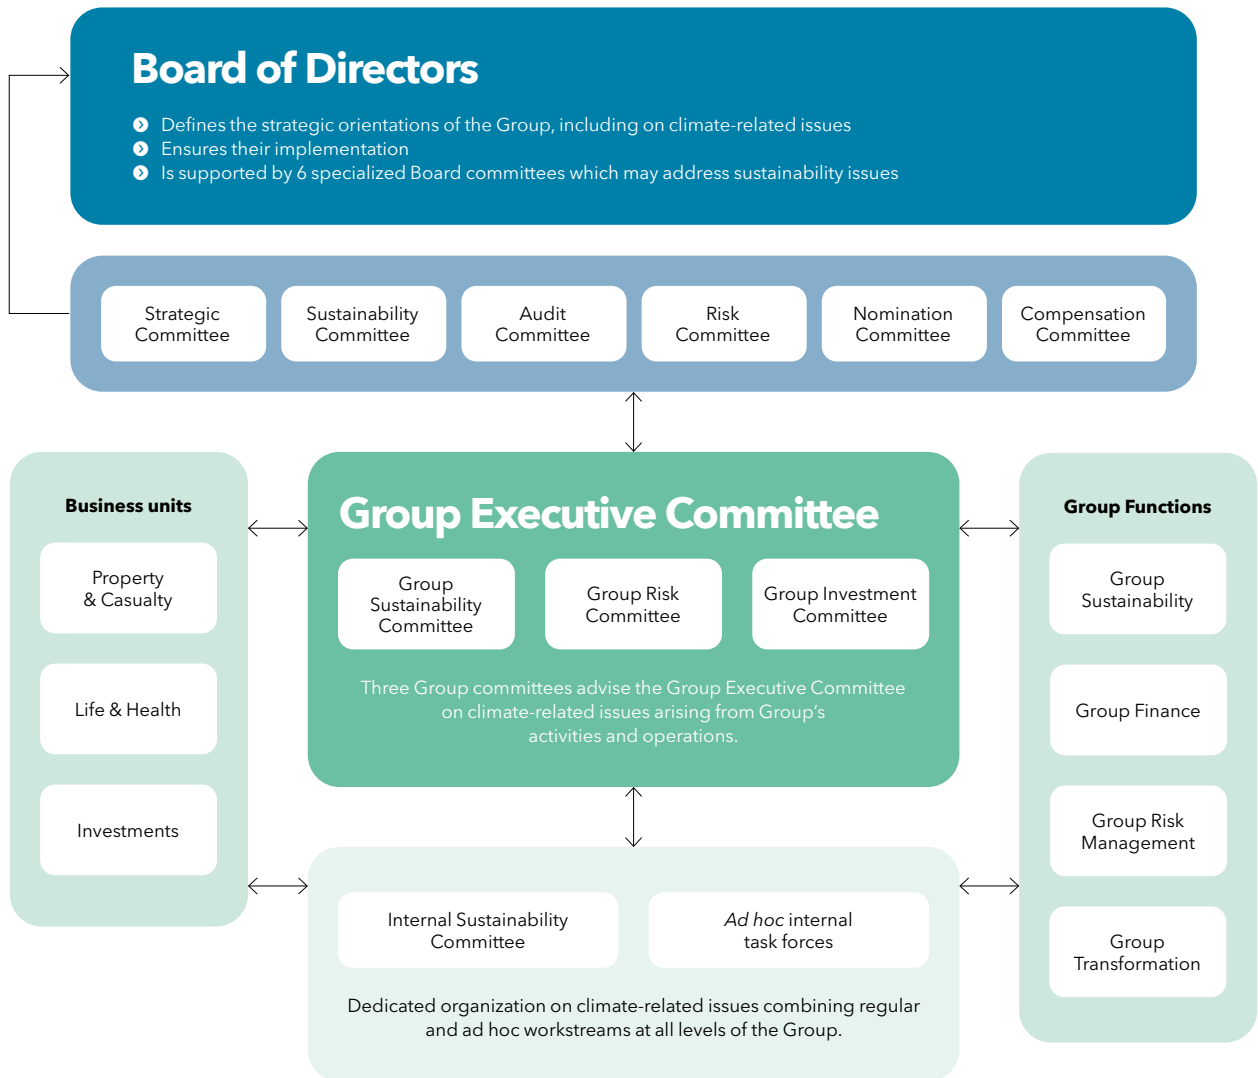 Board of Directors
Defines the strategic orientations of the Group, including on climate-related issues
Ensures their implementation
Is supported by 6 specialized Board committees which may address sustainability issues
Strategic
Committee
Sustainability
Committee
Audit
Committee
Risk
Committee
Nomination
Committee
Compensation
Committee
Business units
Property
& Casualty
Life & Health
Investments
Group Executive Committee
Group
Sustainability
Committee
Group Risk
Committee
Group Investment
Committee
Three Group committees advise the Group Executive Committee
on climate-related issues arising from Group’s
activities and operations.
Group Functions
Group
Sustainability
Group Finance
Group Risk
Management
Group
Transformation
Internal Sustainability
Committee
Ad hoc internal
task forces
Dedicated organization on climate-related issues combining regular
and ad hoc workstreams at all levels of the Group.